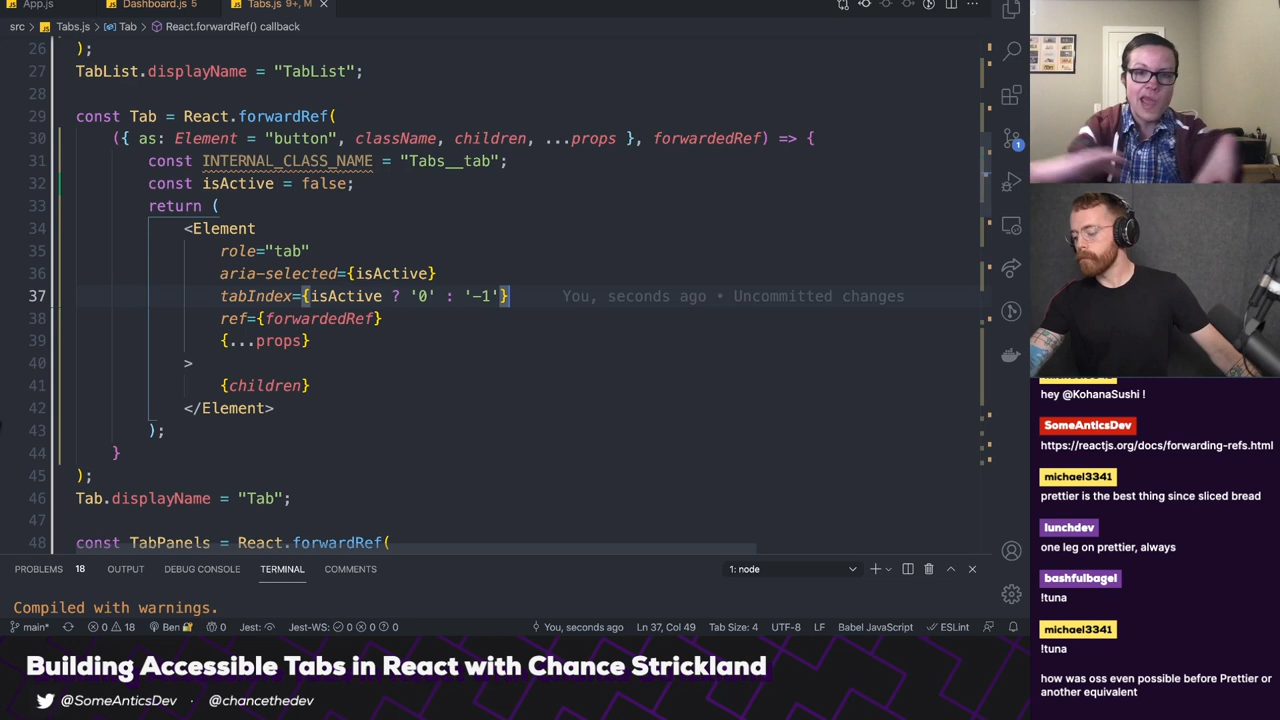 App.js
Dashboard.js 5
Tabs.js 9+, M
src > Tabs.js > Tab > React.forwardRef() callback
26 );
27 TabList.displayName = "TabList";
28
29 const Tab = React.forwardRef(
30 ({ as: Element = "button", className, children, ...props }, forwardedRef) => {
31 const INTERNAL_CLASS_NAME = "Tabs__tab";
32 const isActive = false;
33 return (
34 <Element
35 role="tab"
36 aria-selected={isActive}
37 tabIndex={isActive ? '0' : '-1'} You, seconds ago • Uncommitted changes
38 ref={forwardedRef}
39 {...props}
40 >
41 {children}
42 </Element>
43 );
44 }
45 );
46 Tab.displayName = "Tab";
47
48 const TabPanels = React.forwardRef(
PROBLEMS 18 OUTPUT DEBUG CONSOLE TERMINAL COMMENTS 1: node
Compiled with warnings.
main* 0 18 Ben 0 Jest: Jest-WS: 0 0 0 You, seconds ago Ln 37, Col 49 Tab Size: 4 UTF-8 LF Babel JavaScript ESLint
1
hey @KohanaSushi !
SomeAnticsDev
https://reactjs.org/docs/forwarding-refs.html
michael3341
prettier is the best thing since sliced bread
lunchdev
one leg on prettier, always
bashfulbagel
!tuna
michael3341
!tuna
how was oss even possible before Prettier or
another equivalent
Building Accessible Tabs in React with Chance Strickland
@SomeAnticsDev · @chancethedev